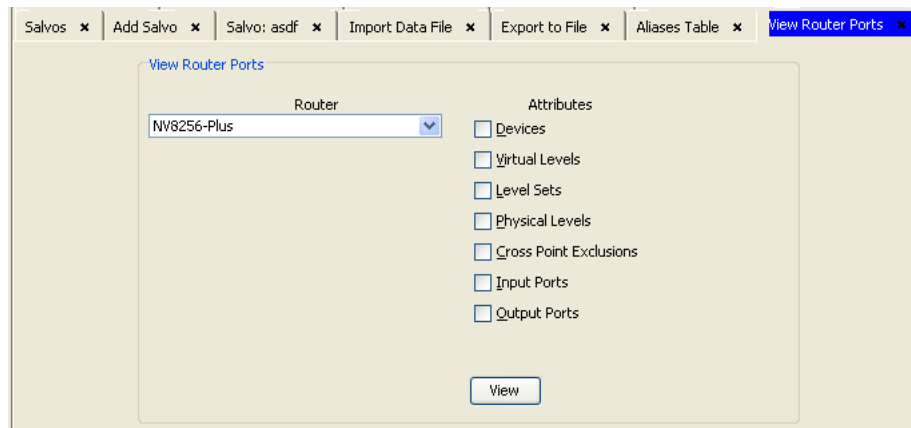 Salvos × Add Salvo × Salvo: asdf × Import Data File × Export to File × Aliases Table × View Router Ports ×
View Router Ports
Router Attributes
NV8256-Plus
Devices
Virtual Levels
Level Sets
Physical Levels
Cross Point Exclusions
Input Ports
Output Ports
View